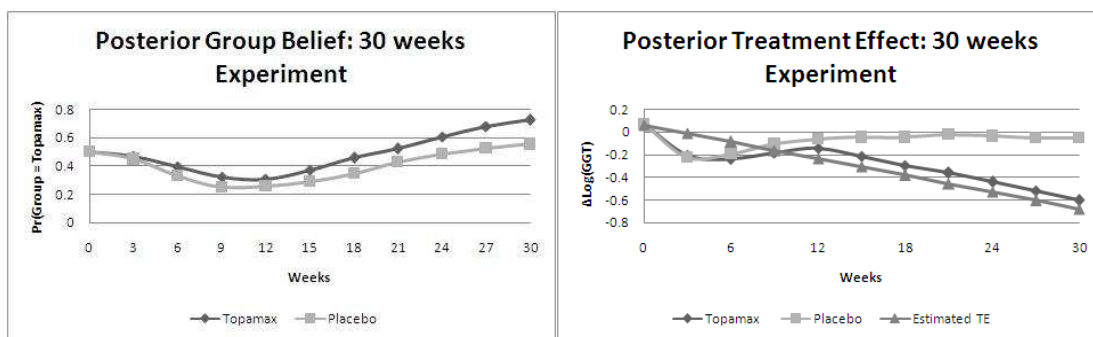 Posterior Group Belief: 30 weeks
Experiment
Pr(Group = Topamax)
0.8
0.6
0.4
0.2
0
0 3 6 9 12 15 18 21 24 27 30
Weeks
Topamax Placebo
Posterior Treatment Effect: 30 weeks
Experiment
ΔLog(GGT)
0.2
0
-0.2
-0.4
-0.6
-0.8
0 6 12 18 24 30
Weeks
Topamax Placebo Estimated TE